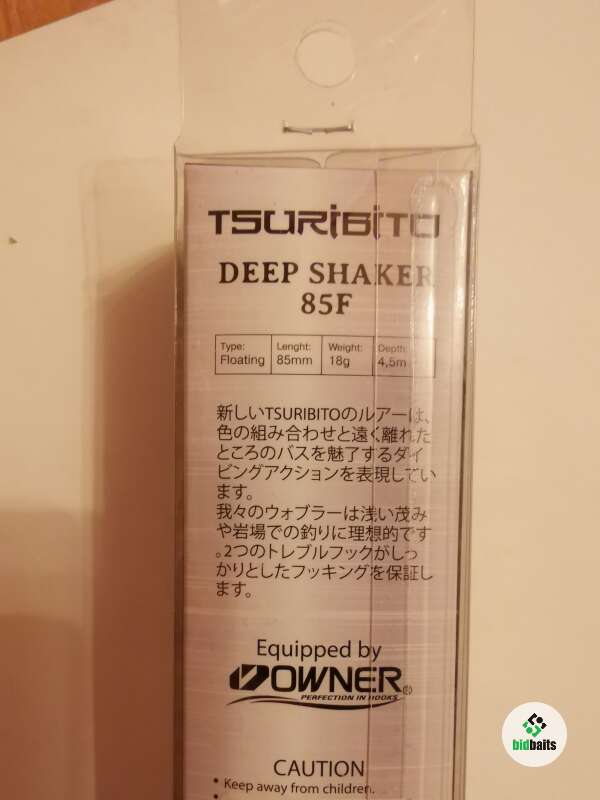 TSURIBITO
DEEP SHAKER
85F
Type: Lenght: Weight: Depth:
Floating 85mm 18g 4,5m
新しいTSURIBITOのルアーは、
色の組み合わせと遠く離れた
ところのバスを魅了するダイ
ビングアクションを表現してい
ます。
我々のウォブラーは浅い茂み
や岩場での釣りに理想的です
。2つのトレブルフックがしっ
かりとしたフッキングを保証し
ます。
Equipped by
OWNER®
PERFECTION IN HOOKS
CAUTION
• Keep away from children.
bidbaits